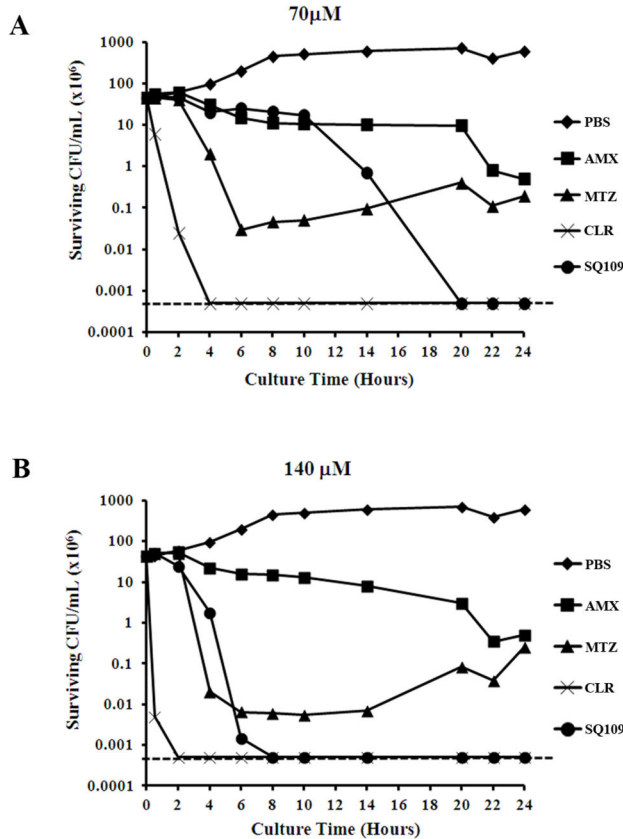 A
70μM
Surviving CFU/mL (x10⁶)
1000
100
10
1
0.1
0.01
0.001
0.0001
0 2 4 6 8 10 12 14 16 18 20 22 24
Culture Time (Hours)
PBS
AMX
MTZ
CLR
SQ109
B
140 μM
Surviving CFU/mL (x10⁶)
1000
100
10
1
0.1
0.01
0.001
0.0001
0 2 4 6 8 10 12 14 16 18 20 22 24
Culture Time (Hours)
PBS
AMX
MTZ
CLR
SQ109